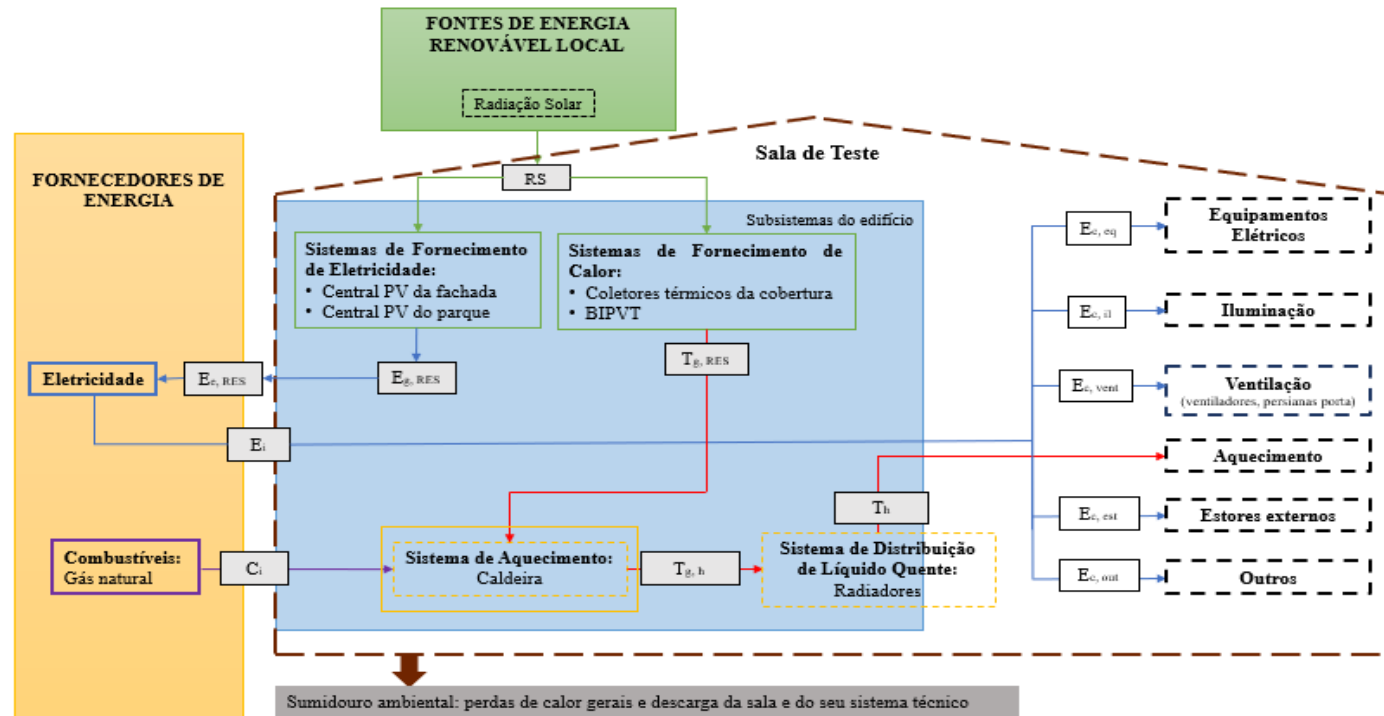 FONTES DE ENERGIA
RENOVÁVEL LOCAL
Radiação Solar
FORNECEDORES DE
ENERGIA
Sala de Teste
RS
Subsistemas do edifício
Sistemas de Fornecimento
de Eletricidade:
• Central PV da fachada
• Central PV do parque
Sistemas de Fornecimento de
Calor:
• Coletores térmicos da cobertura
• BIPVT
Ec, eq
Equipamentos
Elétricos
Ec, il
Iluminação
Tg, RES
Eletricidade
Ee, RES
Eg, RES
Ec, vent
Ventilação
(ventiladores, persianas porta)
Ei
Aquecimento
Th
Ec, est
Estores externos
Combustíveis:
Gás natural
Ci
Sistema de Aquecimento:
Caldeira
Tg, h
Sistema de Distribuição
de Líquido Quente:
Radiadores
Ec, out
Outros
Sumidouro ambiental: perdas de calor gerais e descarga da sala e do seu sistema técnico